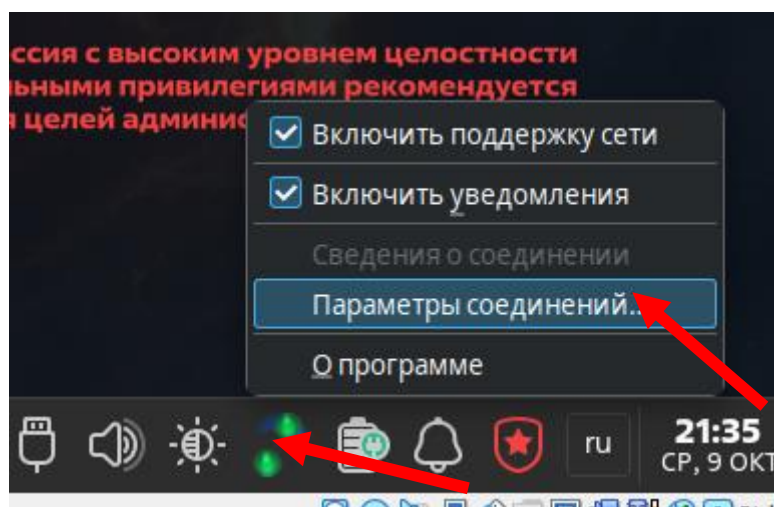 ссия с высоким уровнем целостности
ьными привилегиями рекомендуется
целей админис
Включить поддержку сети
Включить уведомления
Сведения о соединении
Параметры соединений..
О программе
ru
21:35
СР, 9 ОКТ